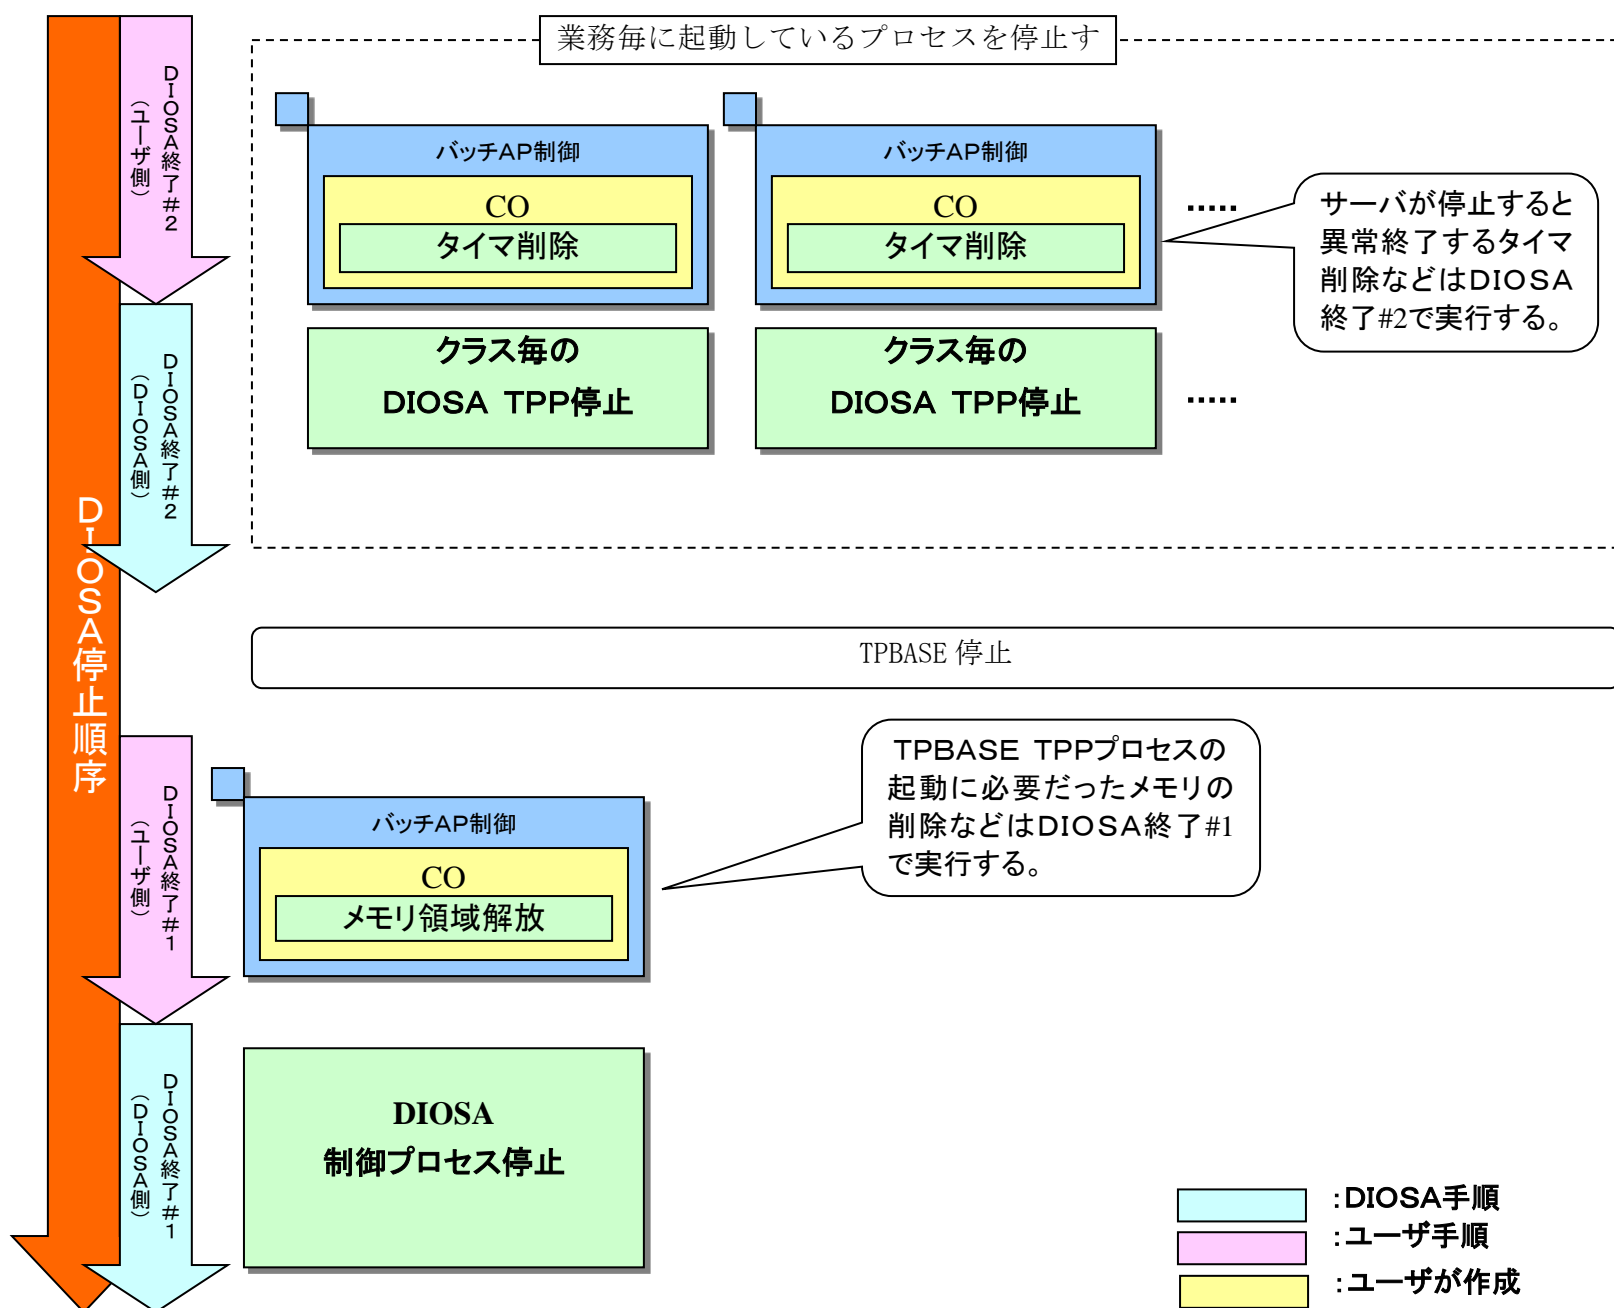 業務毎に起動しているプロセスを停止す
DIOSA終了#2
（ユーザ側）
バッチAP制御
CO
タイマ削除
バッチAP制御
CO
タイマ削除
.....
サーバが停止すると
異常終了するタイマ
削除などはDIOSA
終了#2で実行する。
DIOSA終了#2
（DIOSA側）
クラス毎の
DIOSA TPP停止
クラス毎の
DIOSA TPP停止
.....
DIOSA停止順序
TPBASE 停止
DIOSA終了#1
（ユーザ側）
バッチAP制御
CO
メモリ領域解放
TPBASE TPPプロセスの
起動に必要だったメモリの
削除などはDIOSA終了#1
で実行する。
DIOSA終了#1
（DIOSA側）
DIOSA
制御プロセス停止
:DIOSA手順
:ユーザ手順
:ユーザが作成